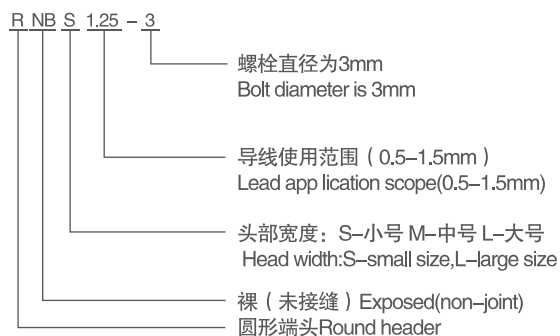 R NB S 1.25 - 3
螺栓直径为3mm
Bolt diameter is 3mm
导线使用范围（0.5–1.5mm）
Lead app lication scope(0.5–1.5mm)
头部宽度：S–小号 M–中号 L–大号
Head width:S–small size,L–large size
裸（未接缝）Exposed(non–joint)
圆形端头Round header